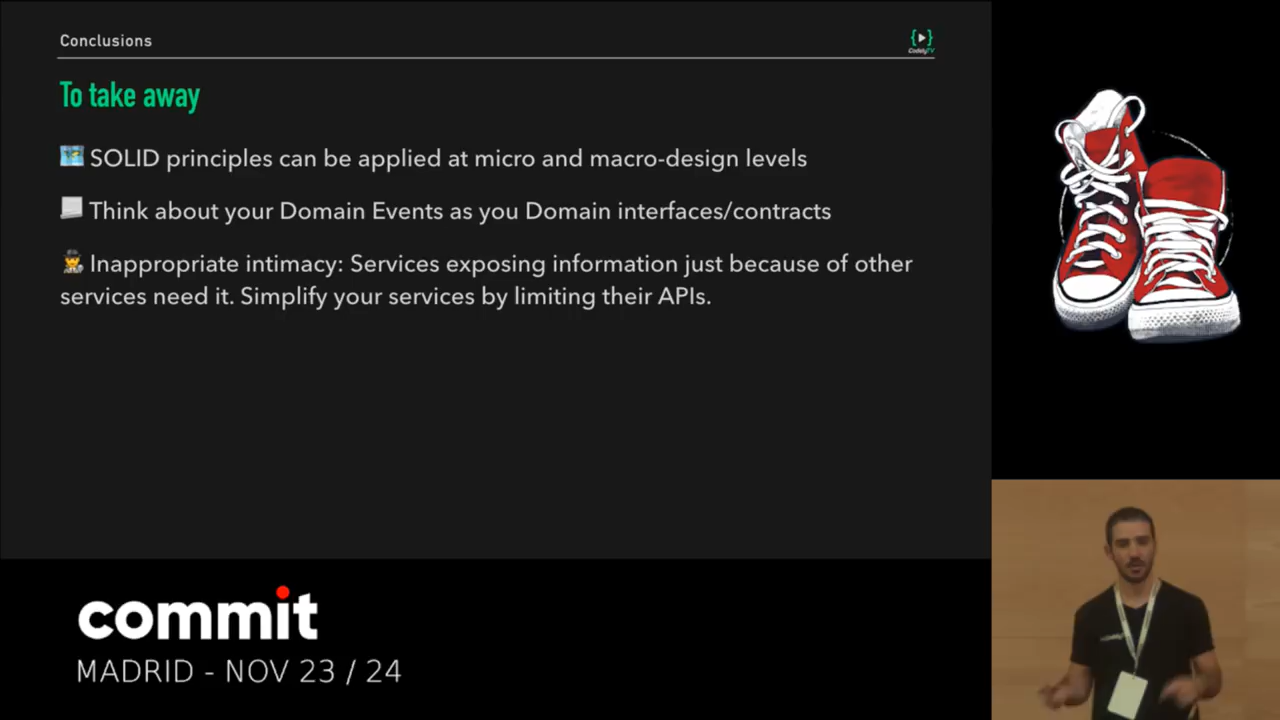 Conclusions
CodelyTV
To take away
SOLID principles can be applied at micro and macro-design levels
Think about your Domain Events as you Domain interfaces/contracts
Inappropriate intimacy: Services exposing information just because of other
services need it. Simplify your services by limiting their APIs.
commit
MADRID - NOV 23 / 24